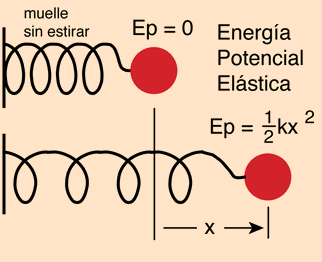 muelle
sin estirar
Ep = 0
Energía
Potencial
Elástica
Ep = ½kx²
x